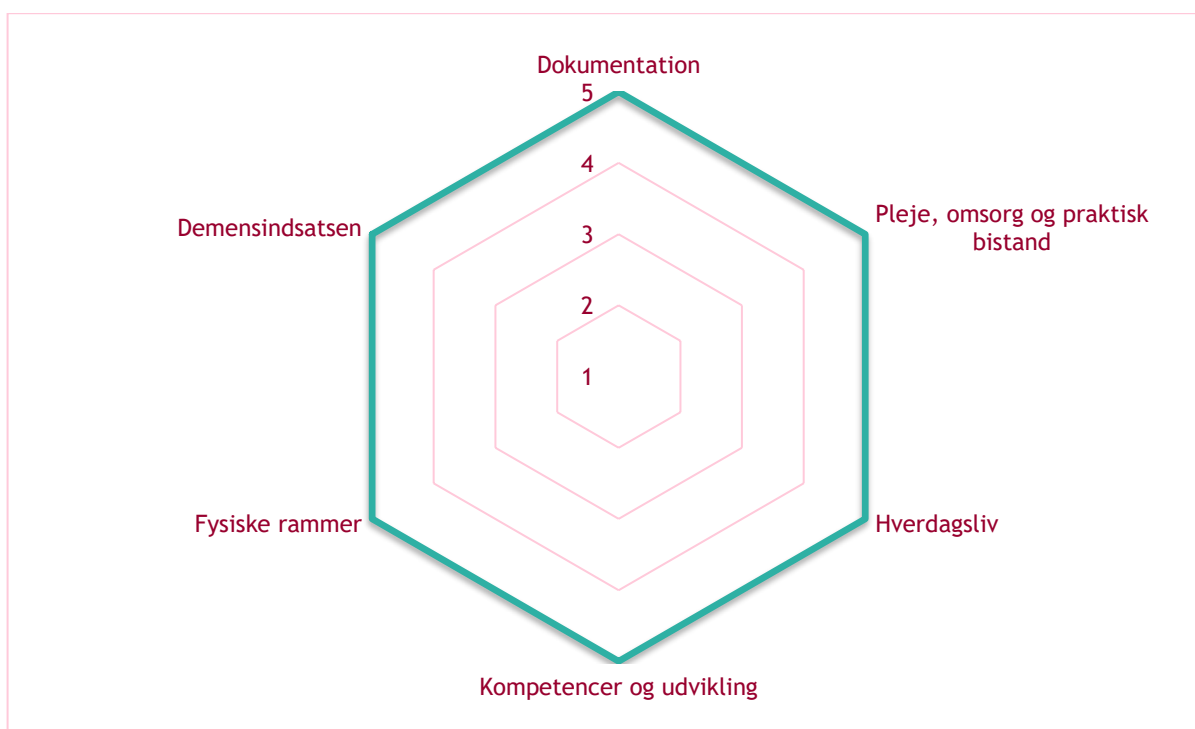 Dokumentation
5
4
3
2
1
Pleje, omsorg og praktisk
bistand
Hverdagsliv
Kompetencer og udvikling
Fysiske rammer
Demensindsatsen